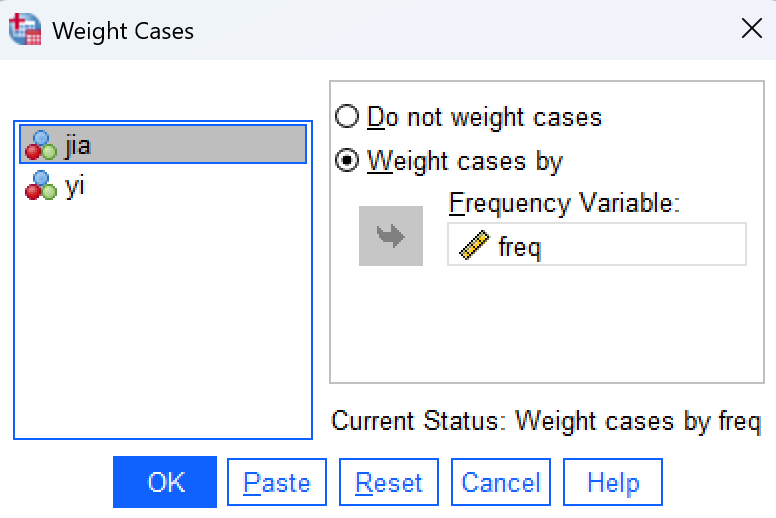 Weight Cases
jia
yi
Do not weight cases
Weight cases by
Frequency Variable:
freq
Current Status: Weight cases by freq
OK
Paste
Reset
Cancel
Help